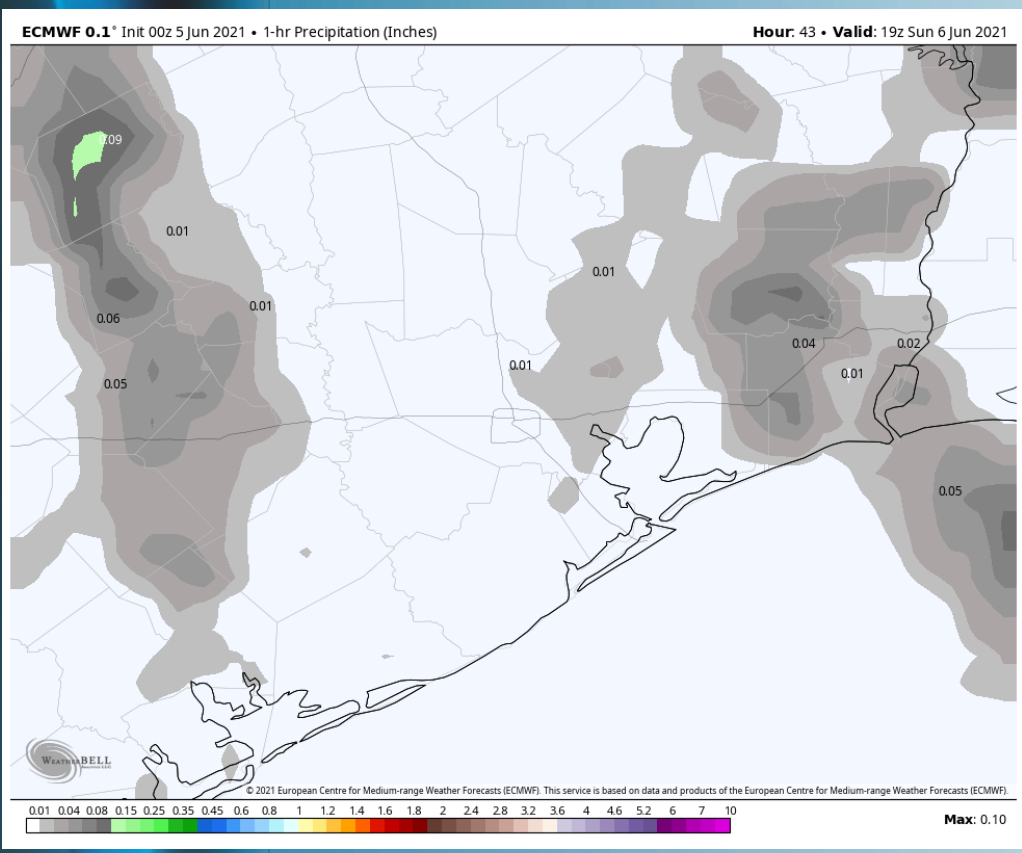 ECMWF 0.1° Init 00z 5 Jun 2021 • 1-hr Precipitation (Inches) Hour: 43 • Valid: 19z Sun 6 Jun 2021
0.09
0.01
0.01
0.01
0.06
0.04 0.02
0.01
0.01
0.05
0.05
WEATHERBELL
© 2021 European Centre for Medium-range Weather Forecasts (ECMWF). This service is based on data and products of the European Centre for Medium-range Weather Forecasts (ECMWF).
0.01 0.04 0.08 0.15 0.25 0.35 0.45 0.6 0.8 1 1.2 1.4 1.6 1.8 2 2.4 2.8 3.2 3.6 4 4.6 5.2 6 7 10
Max: 0.10